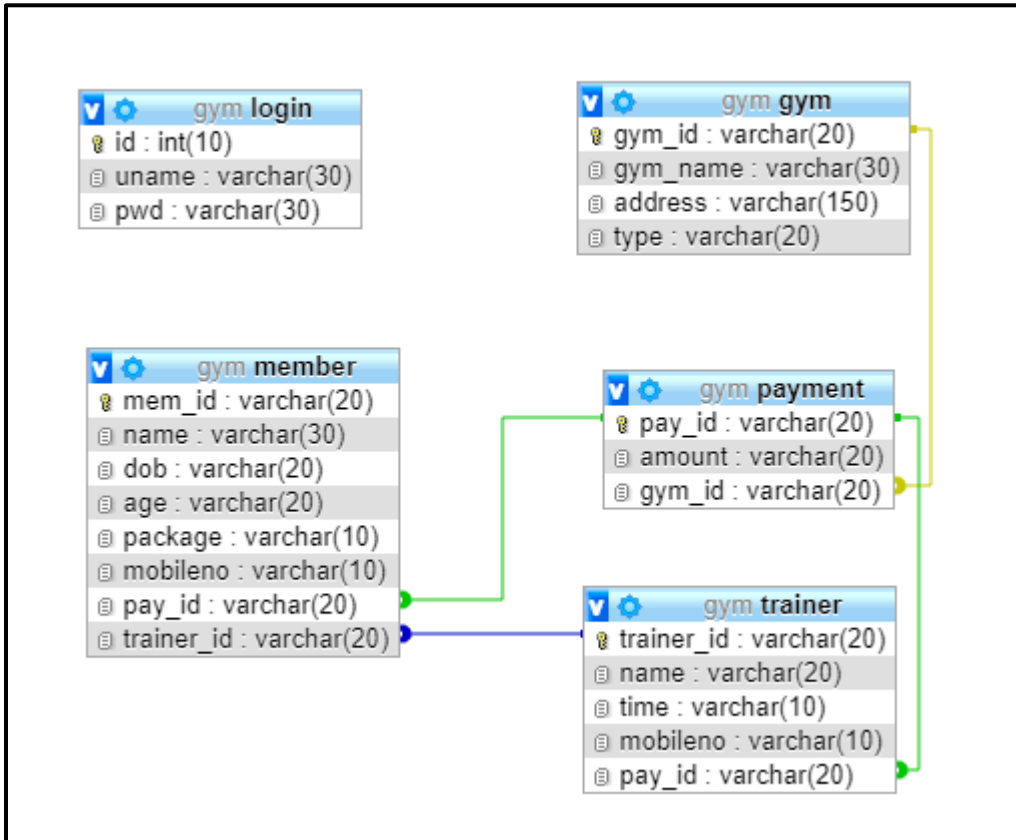 gym login
id : int(10)
uname : varchar(30)
pwd : varchar(30)
gym gym
gym_id : varchar(20)
gym_name : varchar(30)
address : varchar(150)
type : varchar(20)
gym member
mem_id : varchar(20)
name : varchar(30)
dob : varchar(20)
age : varchar(20)
package : varchar(10)
mobileno : varchar(10)
pay_id : varchar(20)
trainer_id : varchar(20)
gym payment
pay_id : varchar(20)
amount : varchar(20)
gym_id : varchar(20)
gym trainer
trainer_id : varchar(20)
name : varchar(20)
time : varchar(10)
mobileno : varchar(10)
pay_id : varchar(20)